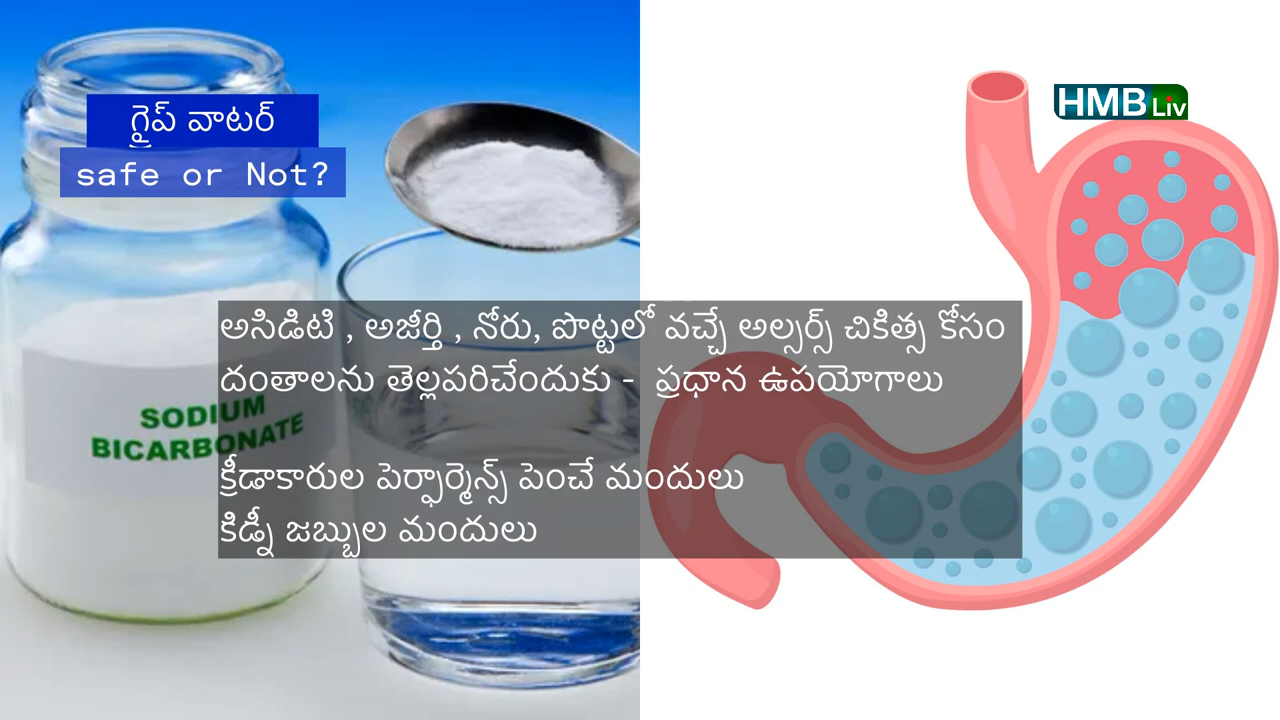 గ్రైప్ వాటర్
safe or Not?
HMB Liv
అసిడిటి , అజీర్తి , నోరు, పొట్టలో వచ్చే అల్సర్స్ చికిత్స కోసం
దంతాలను తెల్లపరిచేందుకు - ప్రధాన ఉపయోగాలు
SODIUM
BICARBONATE
క్రీడాకారుల పెర్ఫార్మెన్స్ పెంచే మందులు
కిడ్నీ జబ్బుల మందులు